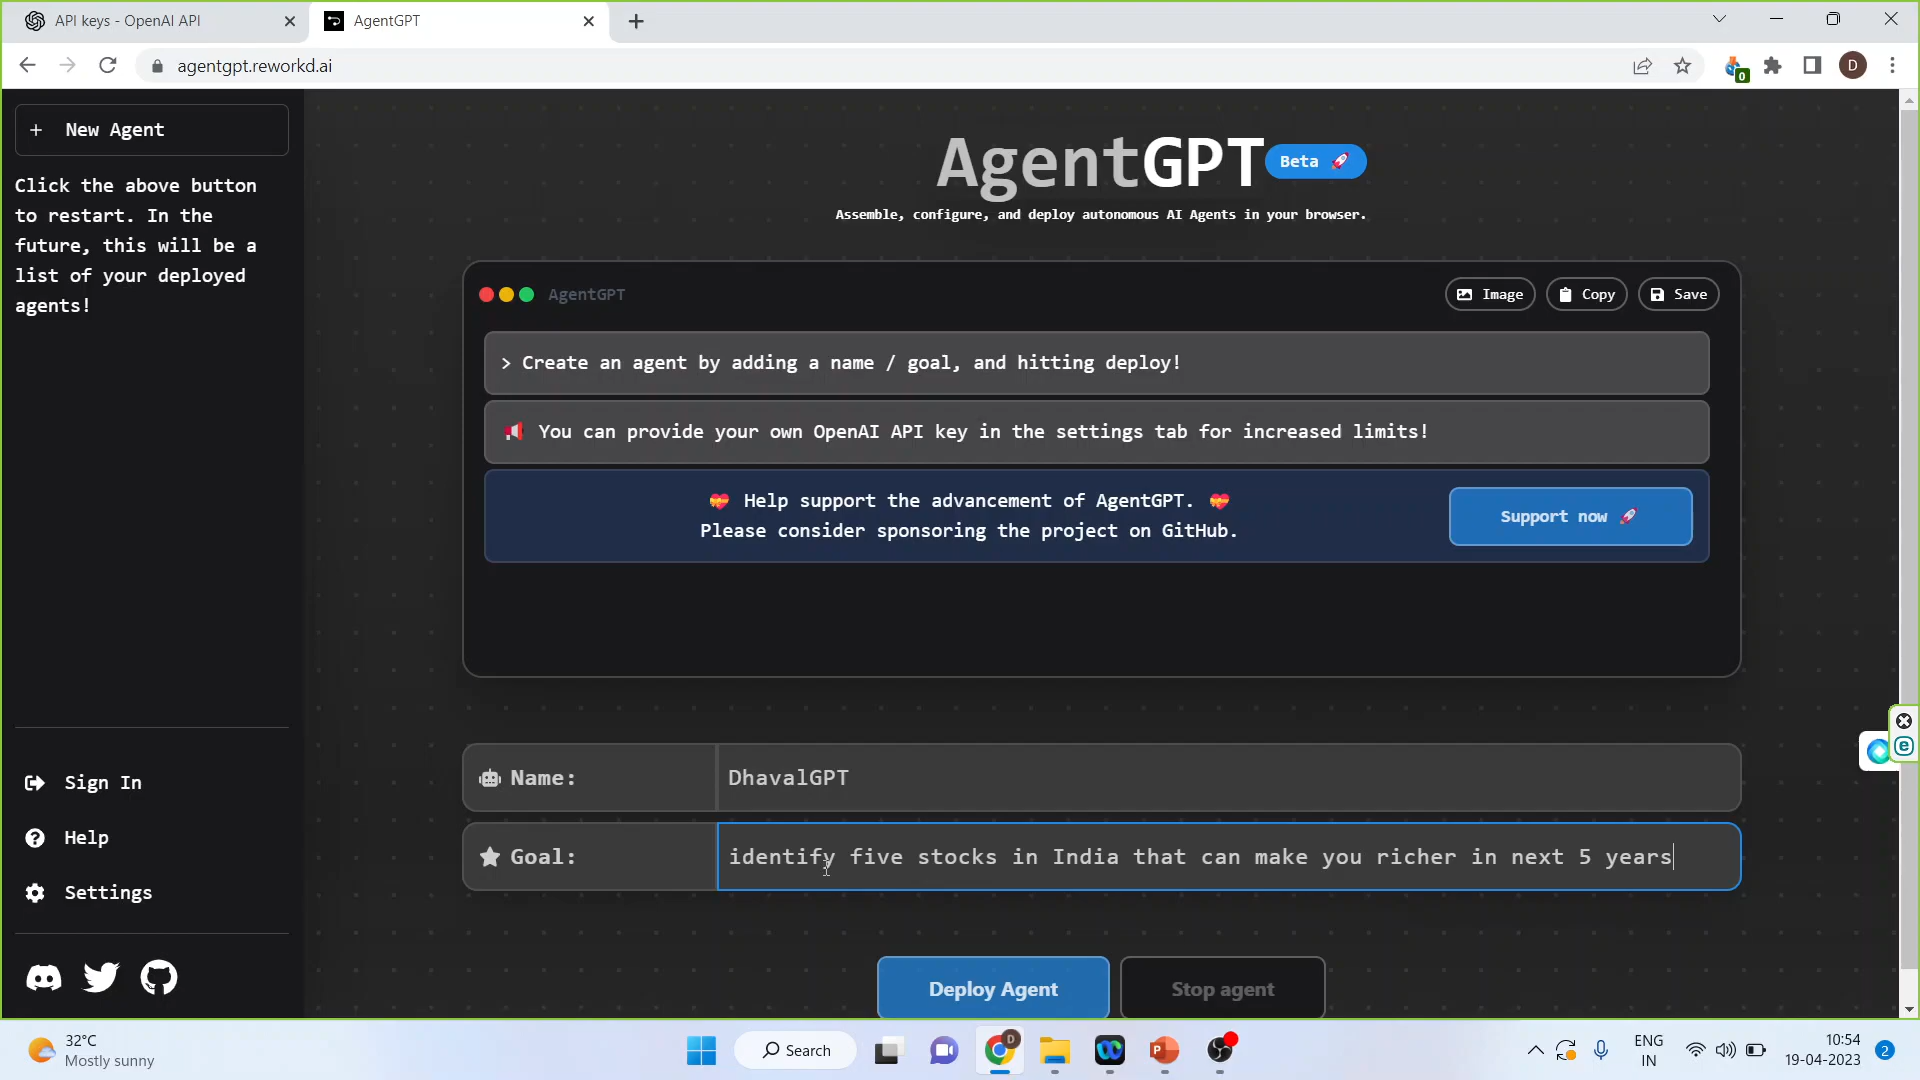 API keys - OpenAI API
AgentGPT
agentgpt.reworkd.ai
0
D
+ New Agent
Click the above button
to restart. In the
future, this will be a
list of your deployed
agents!
Sign In
Help
Settings
AgentGPT
Beta 🚀
Assemble, configure, and deploy autonomous AI Agents in your browser.
AgentGPT
Image
Copy
Save
> Create an agent by adding a name / goal, and hitting deploy!
📢 You can provide your own OpenAI API key in the settings tab for increased limits!
💝 Help support the advancement of AgentGPT. 💝
Please consider sponsoring the project on GitHub.
Support now 🚀
Name:
DhavalGPT
Goal:
identify five stocks in India that can make you richer in next 5 years
Deploy Agent
Stop agent
32°C
Mostly sunny
Search
D
ENG
IN
10:54
19-04-2023
2